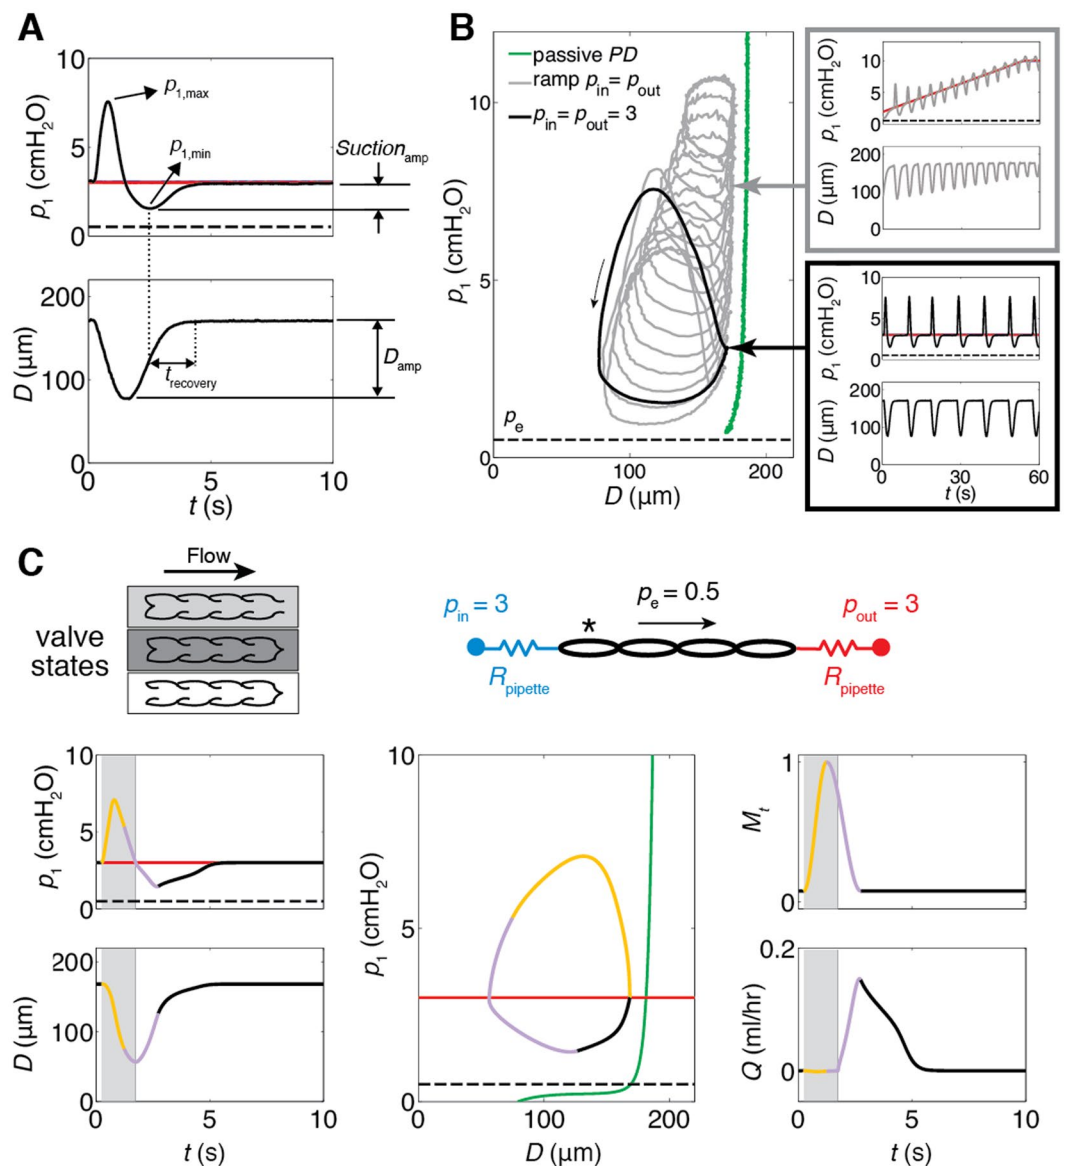 A
10
5
0
p1 (cmH2O)
p1,max
p1,min
Suctionamp
200
100
0
D (µm)
trecovery
Damp
0
5
10
t (s)
B
passive PD
ramp pin= pout
pin= pout= 3
10
5
0
p1 (cmH2O)
pe
100
200
D (µm)
10
5
0
p1 (cmH2O)
200
100
0
D (µm)
10
5
0
p1 (cmH2O)
200
100
0
D (µm)
0
30
60
t (s)
C
Flow
valve
states
pin = 3
*
pe = 0.5
pout = 3
Rpipette
Rpipette
10
5
0
p1 (cmH2O)
200
100
0
D (µm)
0
5
10
t (s)
10
5
0
p1 (cmH2O)
0
100
200
D (µm)
1
0
Mt
0.2
0
Q (ml/hr)
0
5
10
t (s)